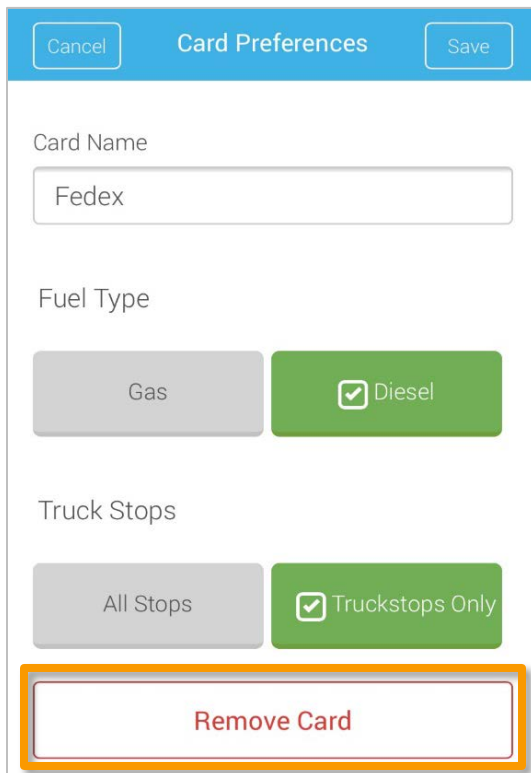 Cancel Card Preferences Save
Card Name
Fedex
Fuel Type
Gas Diesel
Truck Stops
All Stops Truckstops Only
Remove Card